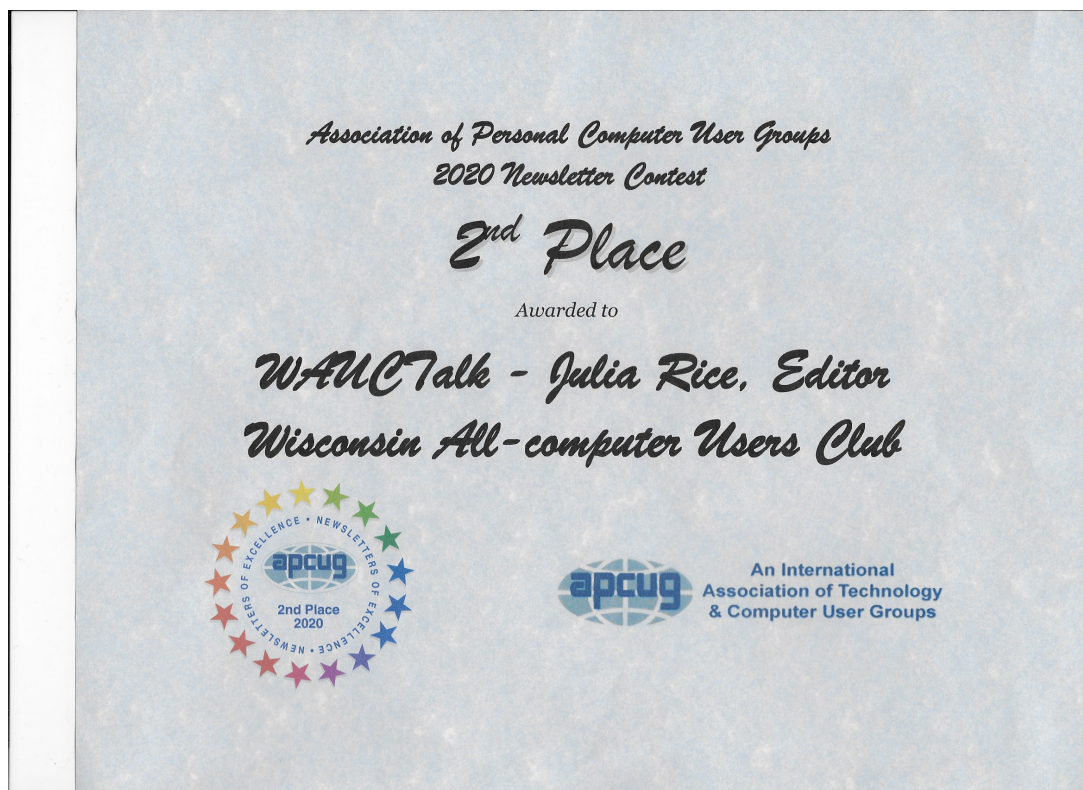 Association of Personal Computer User Groups
2020 Newsletter Contest
2nd Place
Awarded to
WAUCTalk - Julia Rice, Editor
Wisconsin All-computer Users Club
NEWSLETTERS OF EXCELLENCE • NEWSLETTERS OF EXCELLENCE •
apcug
2nd Place
2020
apcug
An International
Association of Technology
& Computer User Groups